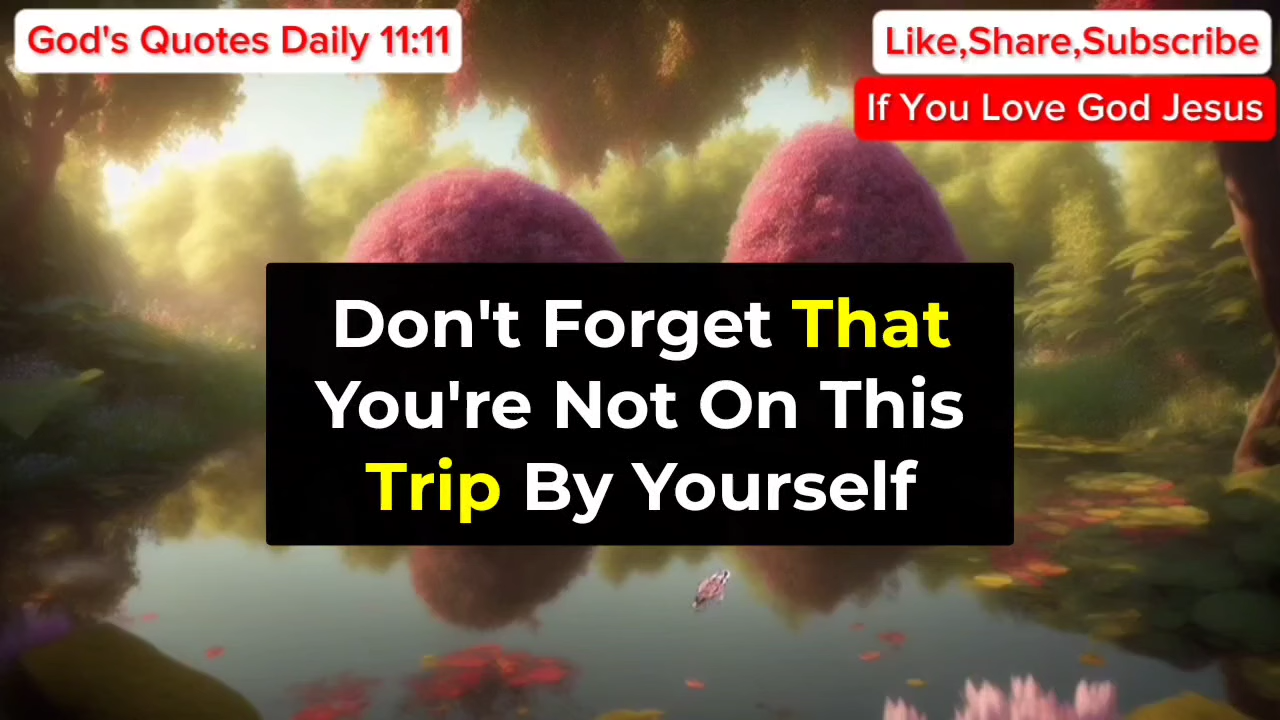 God's Quotes Daily 11:11
Like,Share,Subscribe
If You Love God Jesus
Don't Forget That
You're Not On This
Trip By Yourself